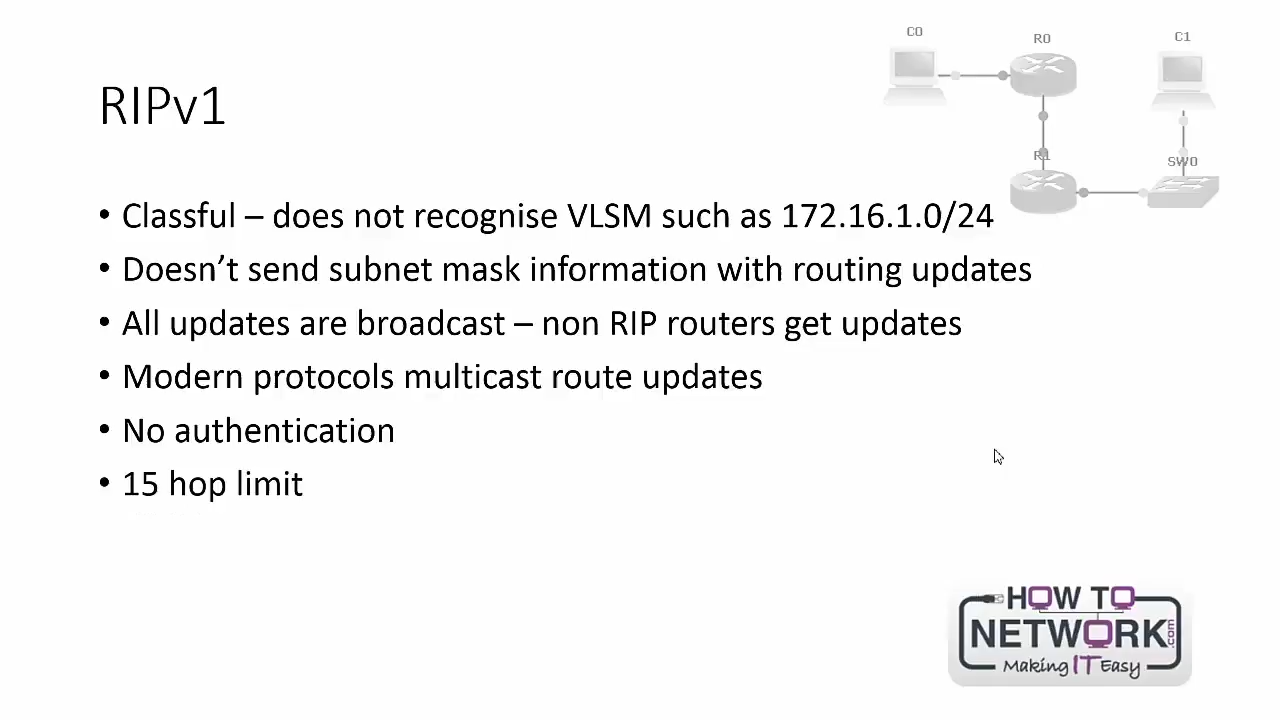 C0
R0
C1
RIPv1
R1
SW0
• Classful – does not recognise VLSM such as 172.16.1.0/24
• Doesn’t send subnet mask information with routing updates
• All updates are broadcast – non RIP routers get updates
• Modern protocols multicast route updates
• No authentication
• 15 hop limit
HOW TO
NETWORK.com
Making IT Easy